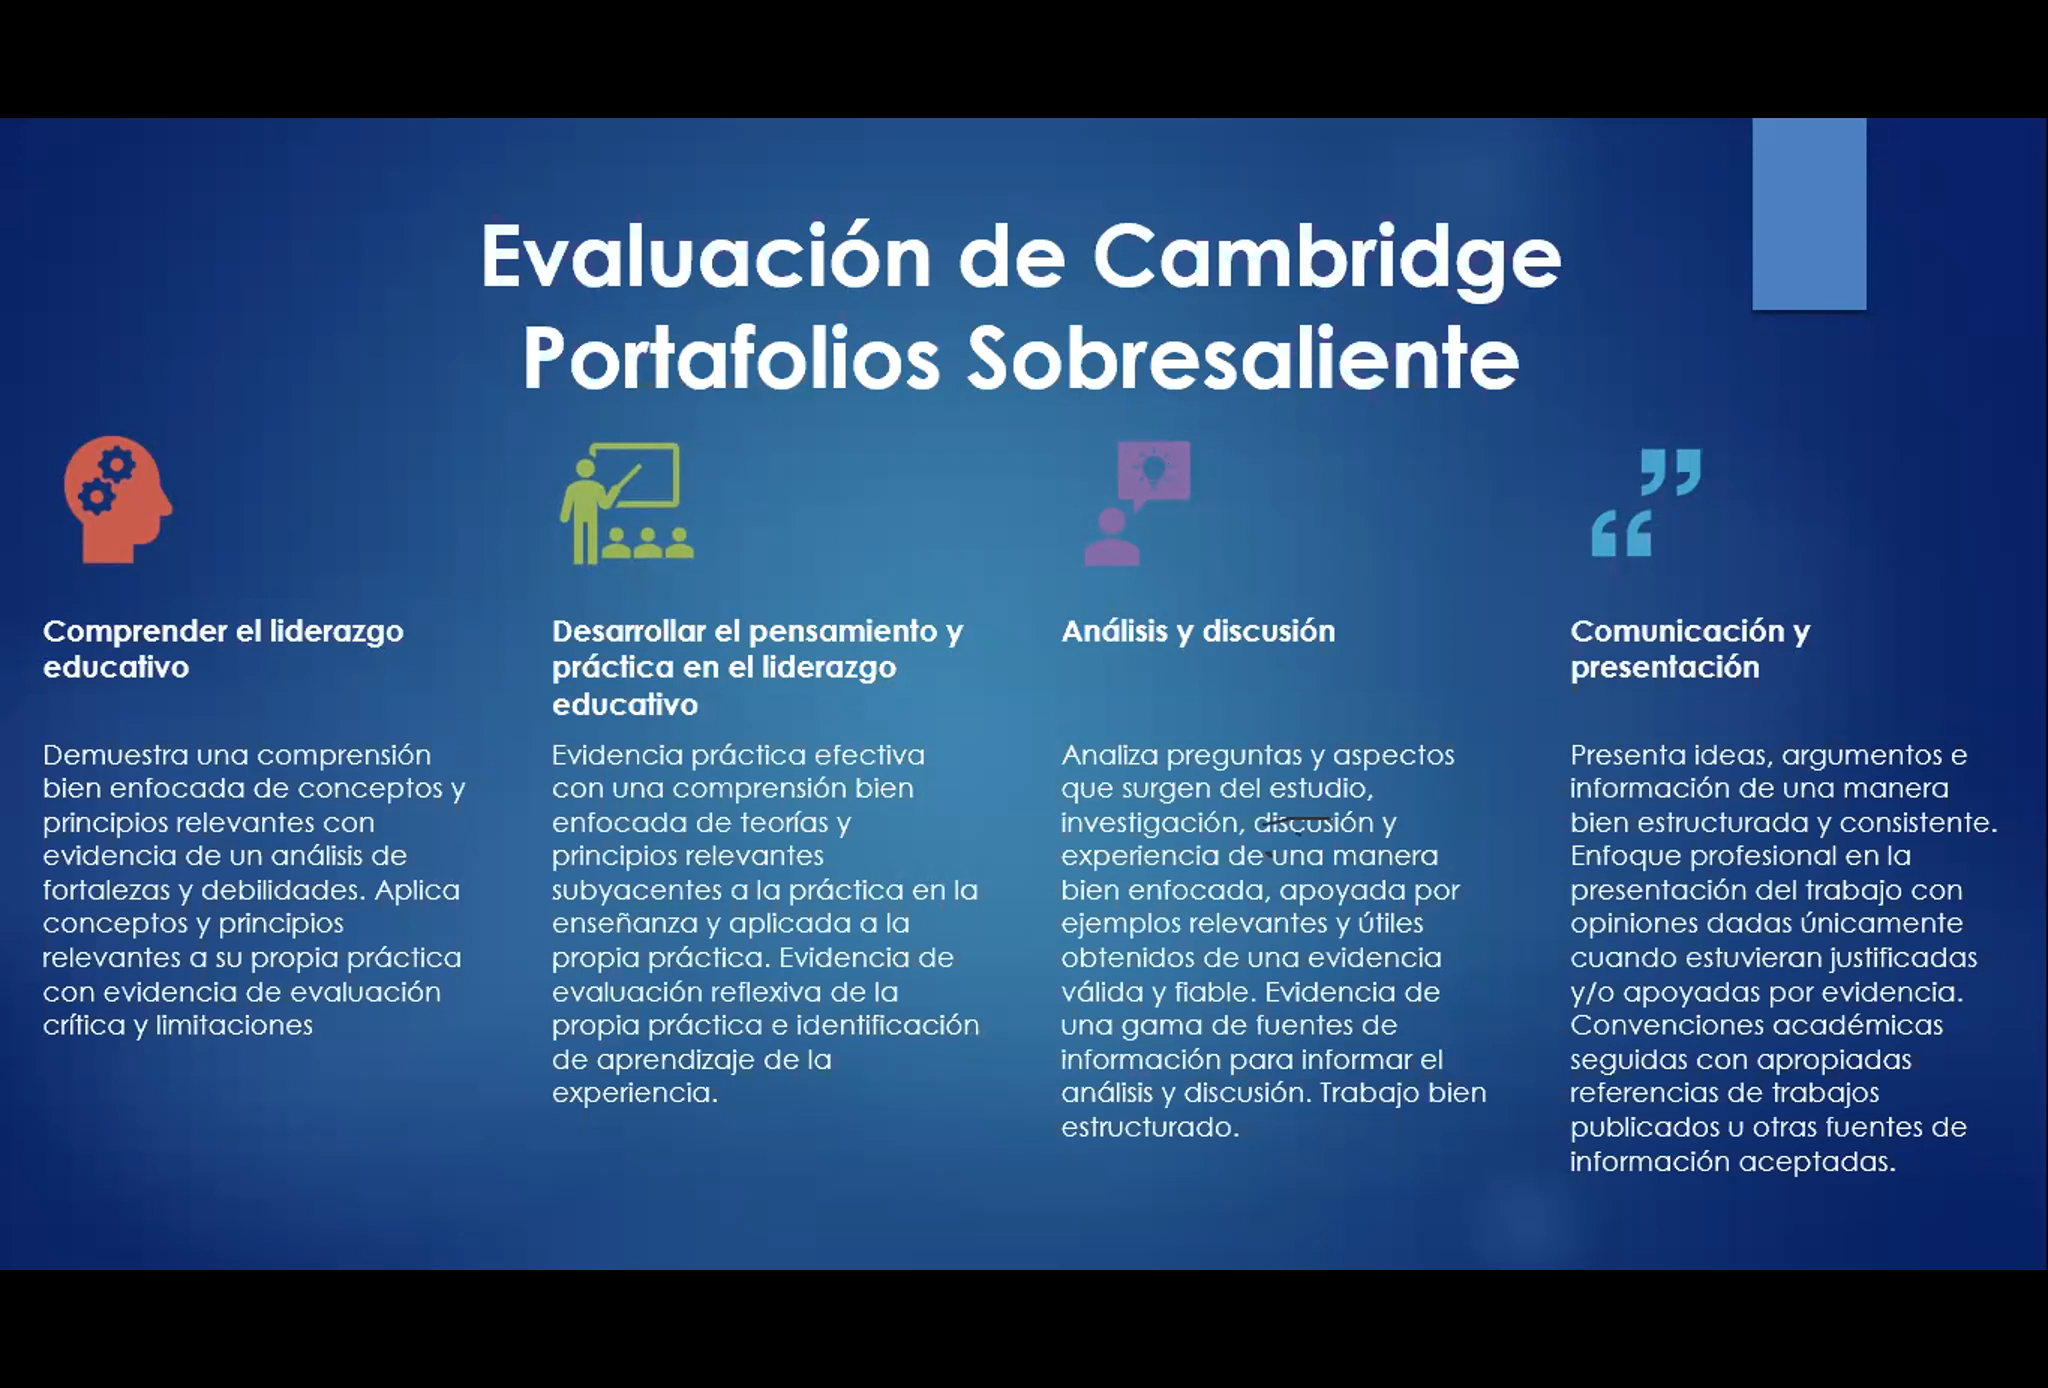 Evaluación de Cambridge
Portafolios Sobresaliente
Comprender el liderazgo
educativo
Demuestra una comprensión
bien enfocada de conceptos y
principios relevantes con
evidencia de un análisis de
fortalezas y debilidades. Aplica
conceptos y principios
relevantes a su propia práctica
con evidencia de evaluación
crítica y limitaciones
Desarrollar el pensamiento y
práctica en el liderazgo
educativo
Evidencia práctica efectiva
con una comprensión bien
enfocada de teorías y
principios relevantes
subyacentes a la práctica en la
enseñanza y aplicada a la
propia práctica. Evidencia de
evaluación reflexiva de la
propia práctica e identificación
de aprendizaje de la
experiencia.
Análisis y discusión
Analiza preguntas y aspectos
que surgen del estudio,
investigación, discusión y
experiencia de una manera
bien enfocada, apoyada por
ejemplos relevantes y útiles
obtenidos de una evidencia
válida y fiable. Evidencia de
una gama de fuentes de
información para informar el
análisis y discusión. Trabajo bien
estructurado.
Comunicación y
presentación
Presenta ideas, argumentos e
información de una manera
bien estructurada y consistente.
Enfoque profesional en la
presentación del trabajo con
opiniones dadas únicamente
cuando estuvieran justificadas
y/o apoyadas por evidencia.
Convenciones académicas
seguidas con apropiadas
referencias de trabajos
publicados u otras fuentes de
información aceptadas.